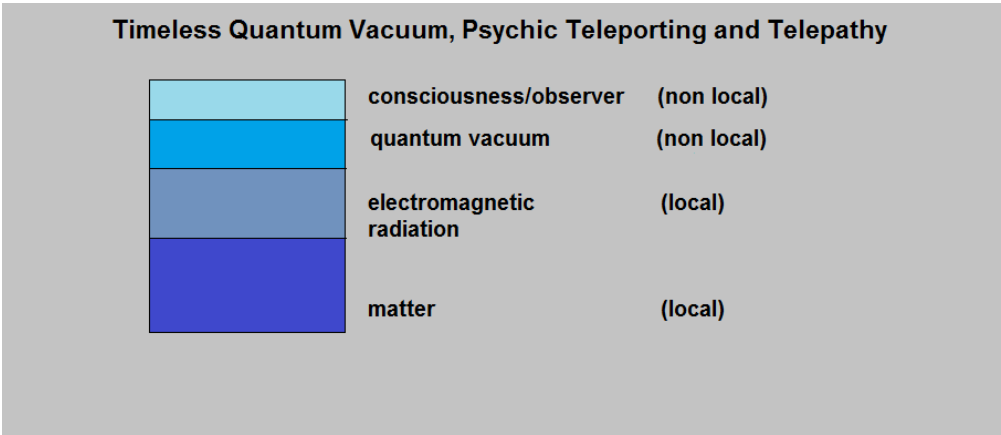 Timeless Quantum Vacuum, Psychic Teleporting and Telepathy
consciousness/observer (non local)
quantum vacuum (non local)
electromagnetic (local)
radiation
matter (local)